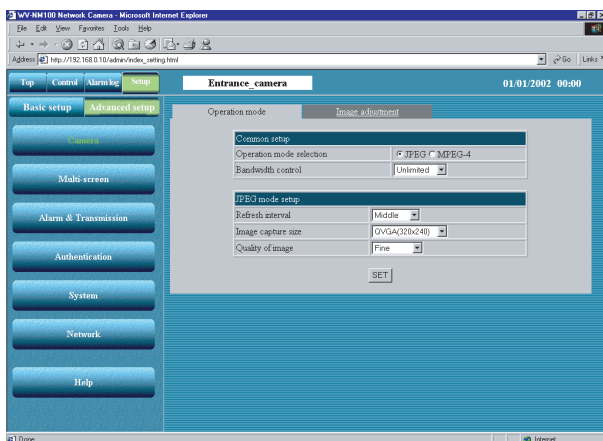 WV-NM100 Network Camera - Microsoft Internet Explorer
File Edit View Favorites Tools Help
Address http://192.168.0.10/admin/index_setting.html Go Links
Top Control Alarm log Setup
Entrance_camera
01/01/2002 00:00
Basic setup Advanced setup
Operation mode Image adjustment
Camera
Multi-screen
Alarm & Transmission
Authentication
System
Network
Help
Common setup
Operation mode selection JPEG MPEG-4
Bandwidth control Unlimited
JPEG mode setup
Refresh interval Middle
Image capture size QVGA(320x240)
Quality of image Fine
SET
Done
Internet